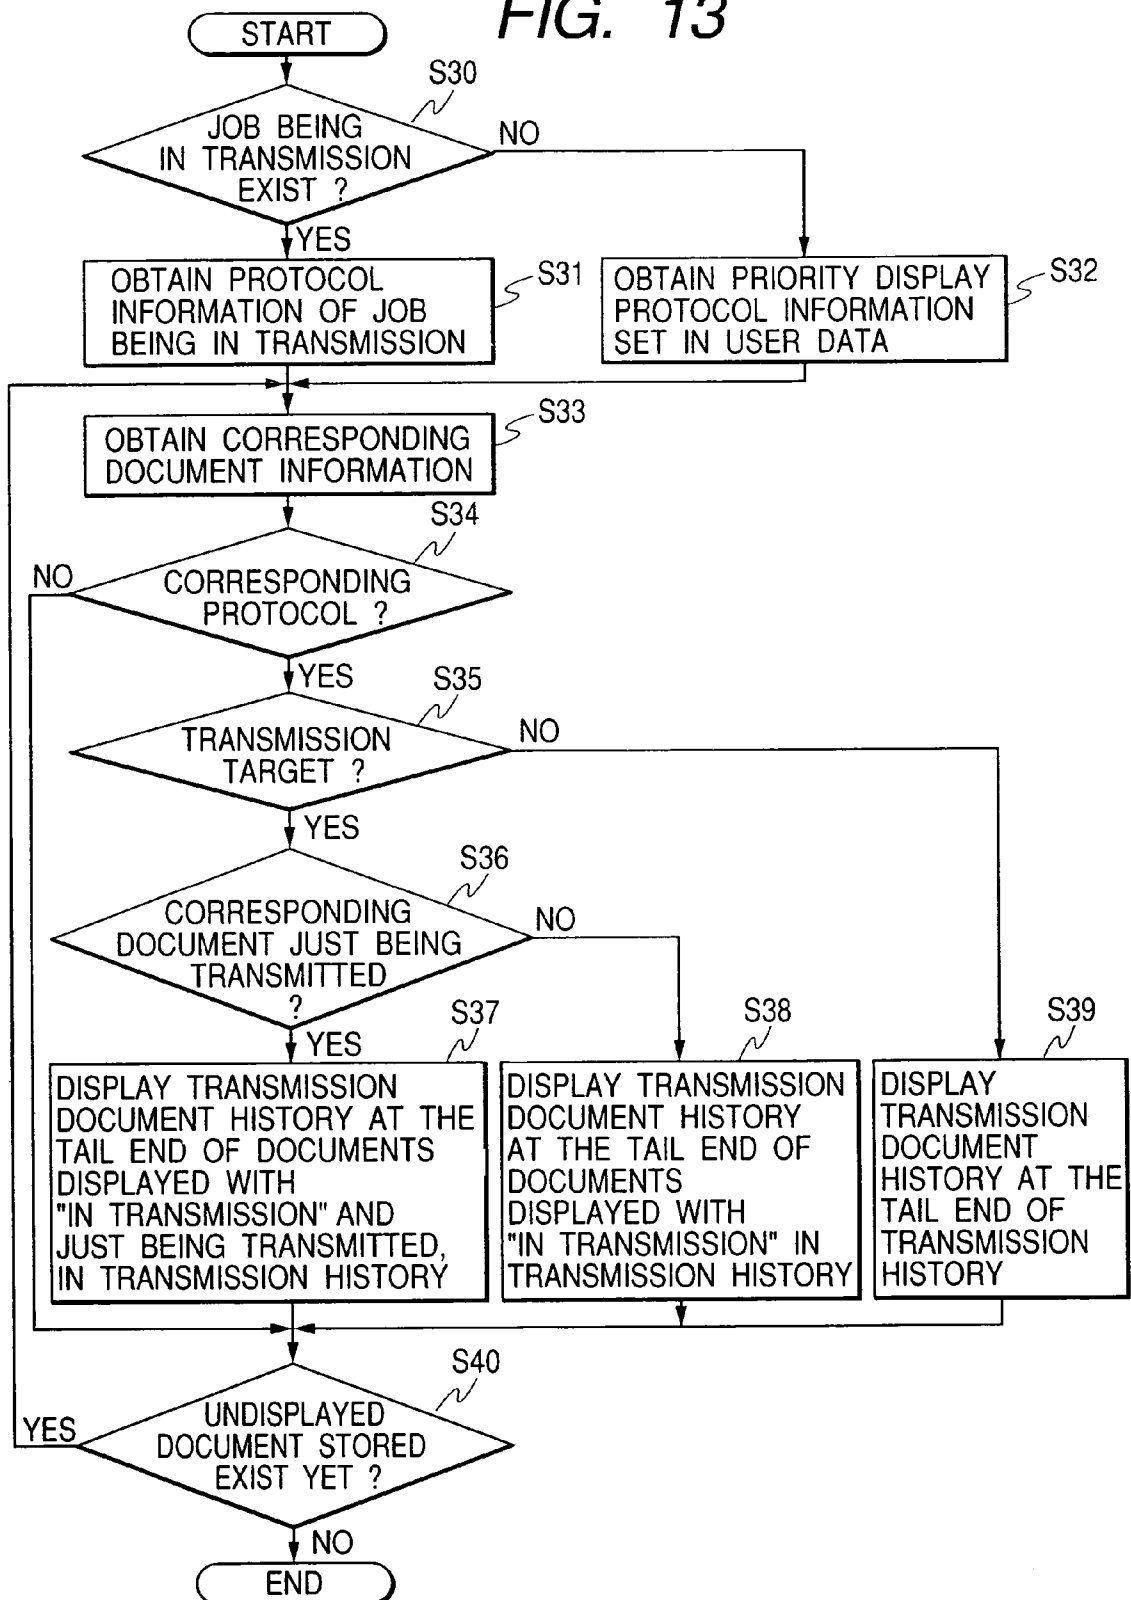 FIG. 13
START
S30
JOB BEING
IN TRANSMISSION
EXIST ?
NO
YES
S31
OBTAIN PROTOCOL
INFORMATION OF JOB
BEING IN TRANSMISSION
S32
OBTAIN PRIORITY DISPLAY
PROTOCOL INFORMATION
SET IN USER DATA
S33
OBTAIN CORRESPONDING
DOCUMENT INFORMATION
S34
NO
CORRESPONDING
PROTOCOL ?
YES
S35
TRANSMISSION
TARGET ?
NO
YES
S36
CORRESPONDING
DOCUMENT JUST BEING
TRANSMITTED
?
NO
YES
S37
DISPLAY TRANSMISSION
DOCUMENT HISTORY AT THE
TAIL END OF DOCUMENTS
DISPLAYED WITH
"IN TRANSMISSION" AND
JUST BEING TRANSMITTED,
IN TRANSMISSION HISTORY
S38
DISPLAY TRANSMISSION
DOCUMENT HISTORY
AT THE TAIL END OF
DOCUMENTS
DISPLAYED WITH
"IN TRANSMISSION" IN
TRANSMISSION HISTORY
S39
DISPLAY
TRANSMISSION
DOCUMENT
HISTORY AT THE
TAIL END OF
TRANSMISSION
HISTORY
S40
YES
UNDISPLAYED
DOCUMENT STORED
EXIST YET ?
NO
END